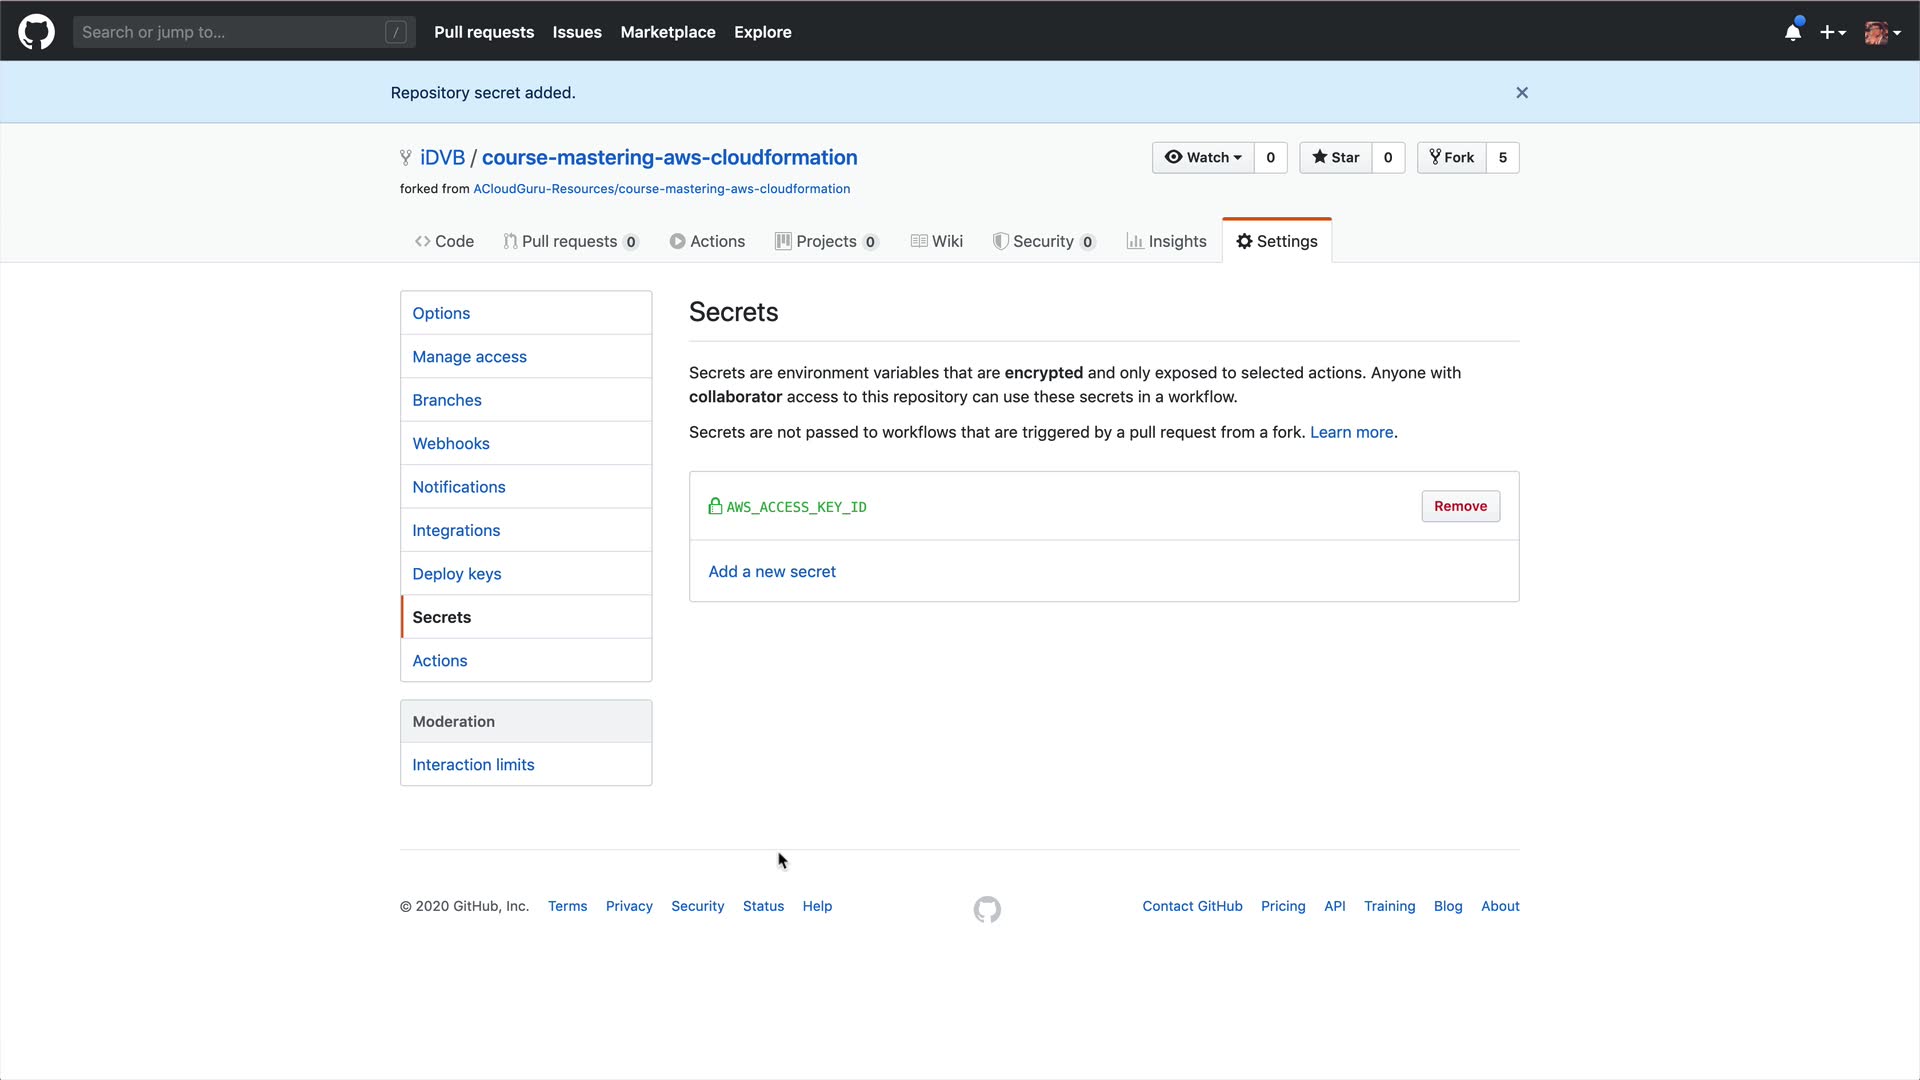 Search or jump to... /
Pull requests Issues Marketplace Explore
Repository secret added.
iDVB / course-mastering-aws-cloudformation
Watch 0 Star 0 Fork 5
forked from ACloudGuru-Resources/course-mastering-aws-cloudformation
Code Pull requests 0 Actions Projects 0 Wiki Security 0 Insights Settings
Options
Manage access
Branches
Webhooks
Notifications
Integrations
Deploy keys
Secrets
Actions
Moderation
Interaction limits
Secrets
Secrets are environment variables that are encrypted and only exposed to selected actions. Anyone with
collaborator access to this repository can use these secrets in a workflow.
Secrets are not passed to workflows that are triggered by a pull request from a fork. Learn more.
AWS_ACCESS_KEY_ID Remove
Add a new secret
© 2020 GitHub, Inc. Terms Privacy Security Status Help Contact GitHub Pricing API Training Blog About